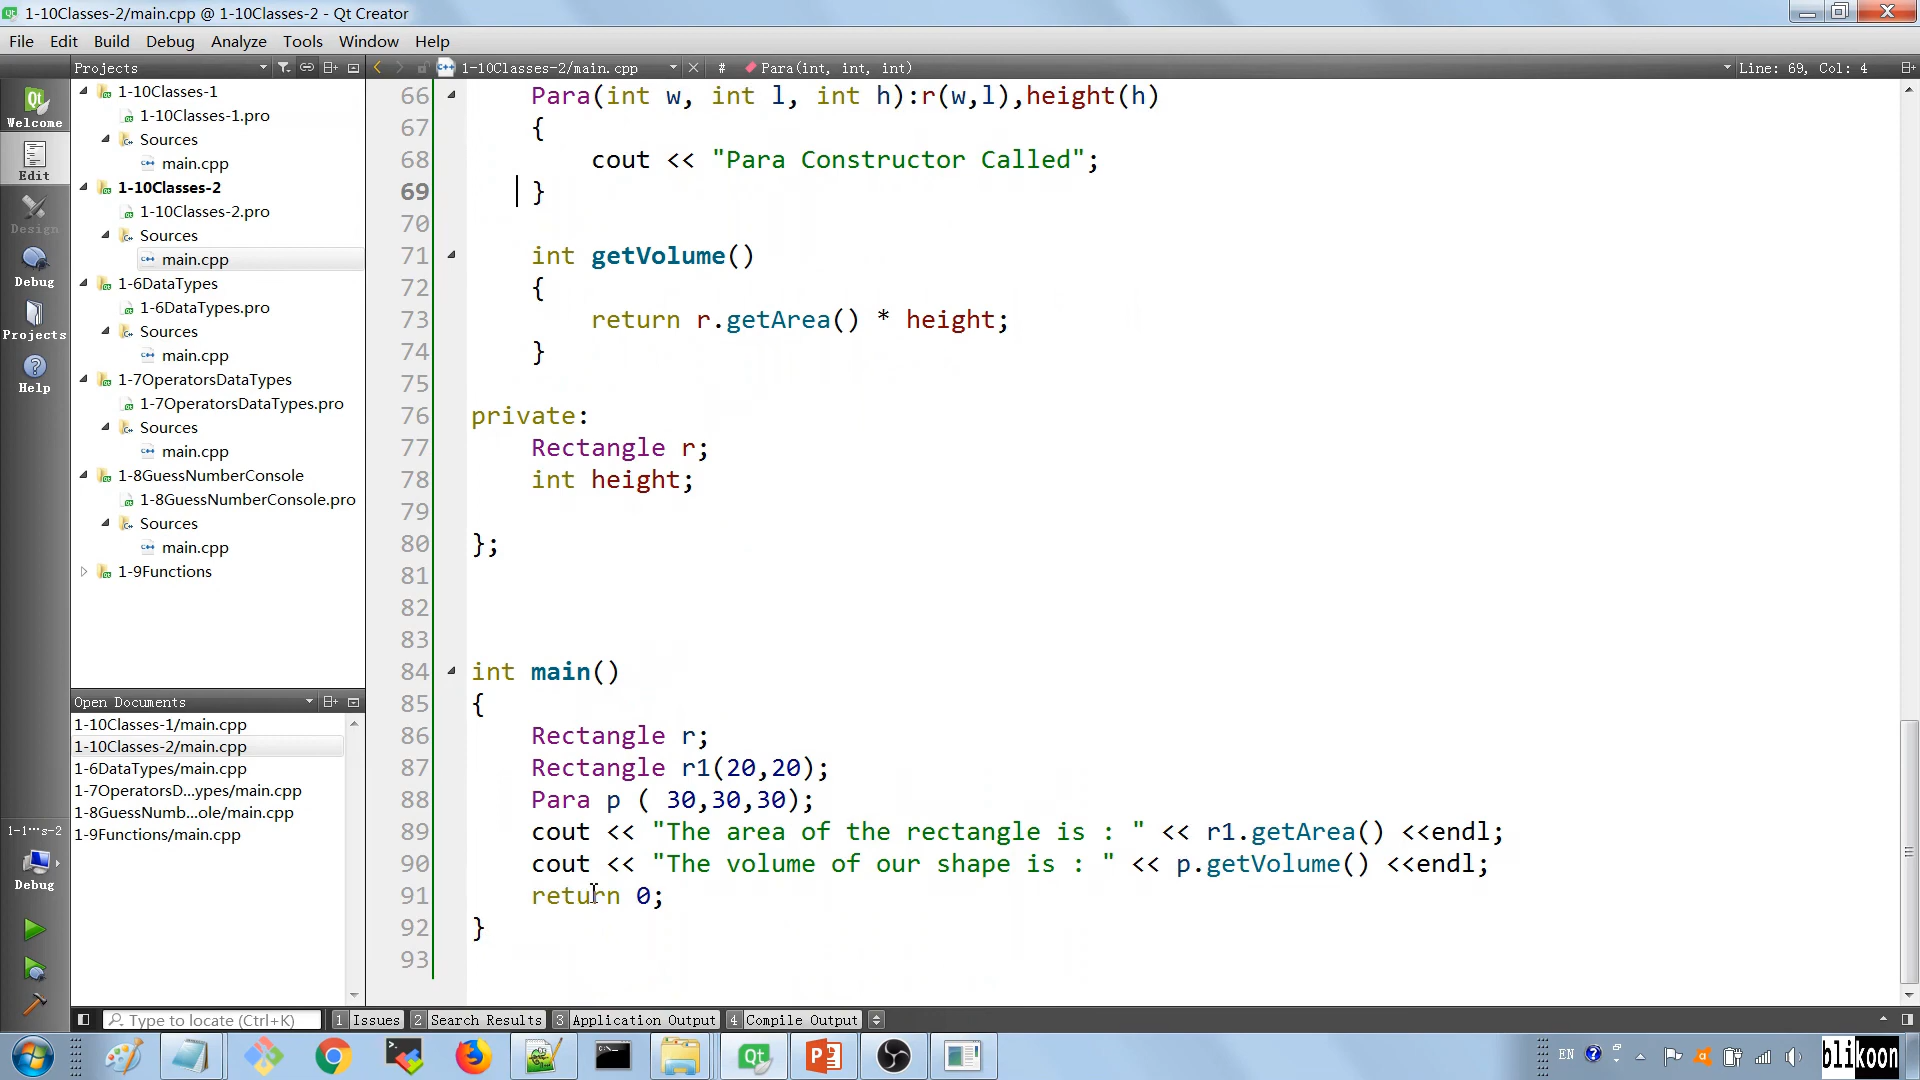 1-10Classes-2/main.cpp @ 1-10Classes-2 - Qt Creator
File Edit Build Debug Analyze Tools Window Help
Projects
1-10Classes-2/main.cpp
#
Para(int, int, int)
Line: 69, Col: 4
Welcome
Edit
Design
Debug
Projects
Help
1-10Classes-1
1-10Classes-1.pro
Sources
main.cpp
1-10Classes-2
1-10Classes-2.pro
Sources
main.cpp
1-6DataTypes
1-6DataTypes.pro
Sources
main.cpp
1-7OperatorsDataTypes
1-7OperatorsDataTypes.pro
Sources
main.cpp
1-8GuessNumberConsole
1-8GuessNumberConsole.pro
Sources
main.cpp
1-9Functions
Open Documents
1-10Classes-1/main.cpp
1-10Classes-2/main.cpp
1-6DataTypes/main.cpp
1-7OperatorsD...ypes/main.cpp
1-8GuessNumb...ole/main.cpp
1-9Functions/main.cpp
1-1···s-2
Debug
66 Para(int w, int l, int h):r(w,l),height(h)
67 {
68 cout << "Para Constructor Called";
69 }
70
71 int getVolume()
72 {
73 return r.getArea() * height;
74 }
75
76 private:
77 Rectangle r;
78 int height;
79
80 };
81
82
83
84 int main()
85 {
86 Rectangle r;
87 Rectangle r1(20,20);
88 Para p ( 30,30,30);
89 cout << "The area of the rectangle is : " << r1.getArea() <<endl;
90 cout << "The volume of our shape is : " << p.getVolume() <<endl;
91 return 0;
92 }
93
Type to locate (Ctrl+K)
1 Issues 2 Search Results 3 Application Output 4 Compile Output
EN
blikoon